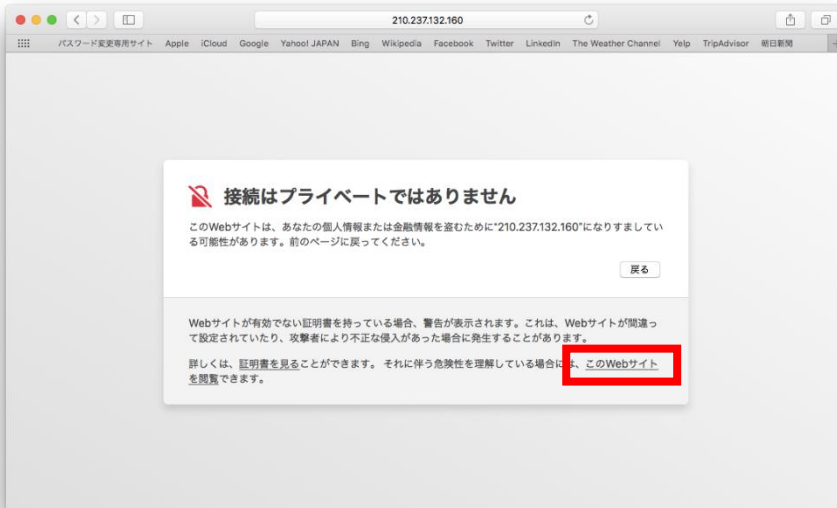 210.237.132.160
パスワード変更専用サイト Apple iCloud Google Yahoo! JAPAN Bing Wikipedia Facebook Twitter LinkedIn The Weather Channel Yelp TripAdvisor 朝日新聞
接続はプライベートではありません
このWebサイトは、あなたの個人情報または金融情報を盗むために"210.237.132.160"になりすましてい
る可能性があります。前のページに戻ってください。
戻る
Webサイトが有効でない証明書を持っている場合、警告が表示されます。これは、Webサイトが間違っ
て設定されていたり、攻撃者により不正な侵入があった場合に発生することがあります。
詳しくは、証明書を見ることができます。 それに伴う危険性を理解している場合には、このWebサイト
を閲覧できます。